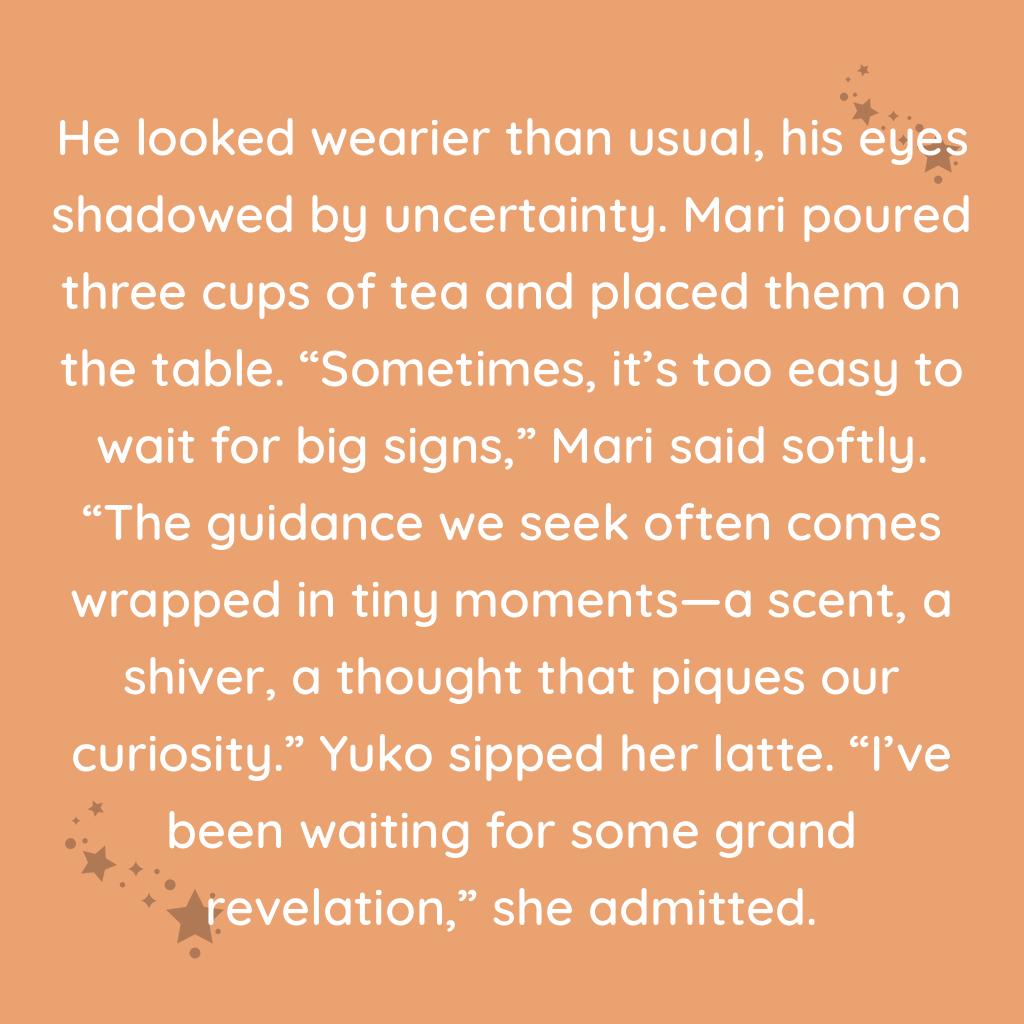 He looked wearier than usual, his eyes
shadowed by uncertainty. Mari poured
three cups of tea and placed them on
the table. “Sometimes, it’s too easy to
wait for big signs,” Mari said softly.
“The guidance we seek often comes
wrapped in tiny moments—a scent, a
shiver, a thought that piques our
curiosity.” Yuko sipped her latte. “I’ve
been waiting for some grand
revelation,” she admitted.